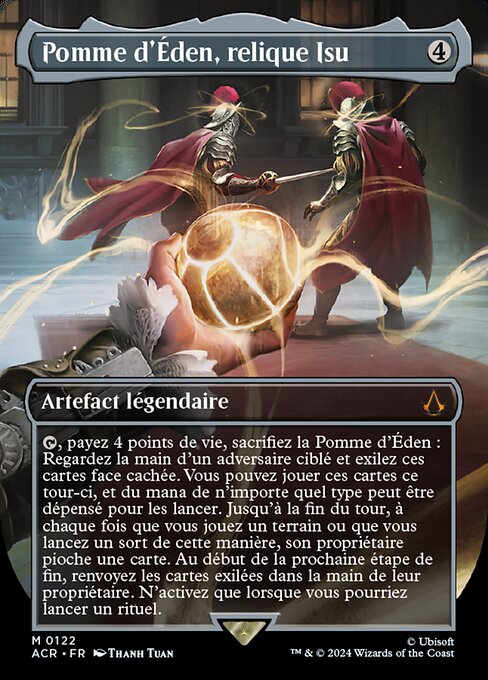 Pomme d'Éden, relique Isu 4
Artefact légendaire
, payez 4 points de vie, sacrifiez la Pomme d'Éden :
Regardez la main d'un adversaire ciblé et exilez ces
cartes face cachée. Vous pouvez jouer ces cartes ce
tour-ci, et du mana de n'importe quel type peut être
dépensé pour les lancer. Jusqu'à la fin du tour, à
chaque fois que vous jouez un terrain ou que vous
lancez un sort de cette manière, son propriétaire
pioche une carte. Au début de la prochaine étape de
fin, renvoyez les cartes exilées dans la main de leur
propriétaire. N'activez que lorsque vous pourriez
lancer un rituel.
M 0122
ACR • FR Thanh Tuan
© Ubisoft
™ & © 2024 Wizards of the Coast